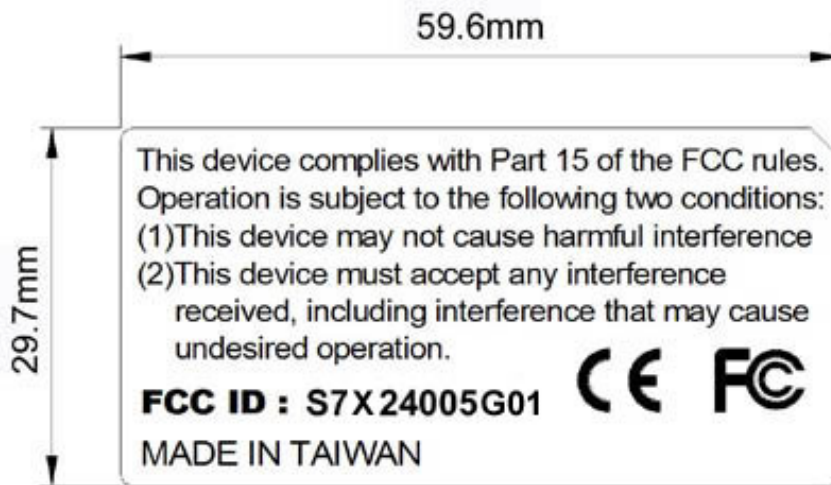 59.6mm
29.7mm
This device complies with Part 15 of the FCC rules.
Operation is subject to the following two conditions:
(1)This device may not cause harmful interference
(2)This device must accept any interference
received, including interference that may cause
undesired operation.
CE FC
FCC ID : S7X24005G01
MADE IN TAIWAN